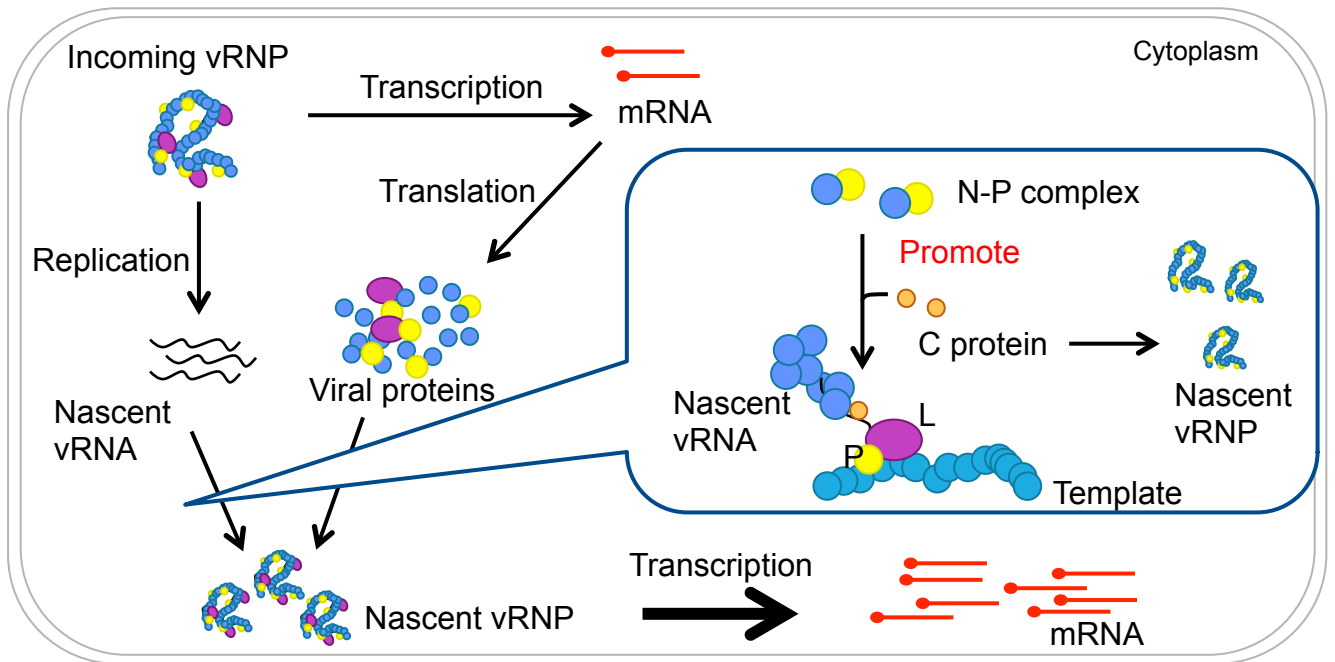 Cytoplasm
Incoming vRNP
Transcription
mRNA
Translation
Replication
Viral proteins
Nascent
vRNA
N-P complex
Promote
C protein
Nascent
vRNA
L
P
Template
Nascent
vRNP
Nascent vRNP
Transcription
mRNA